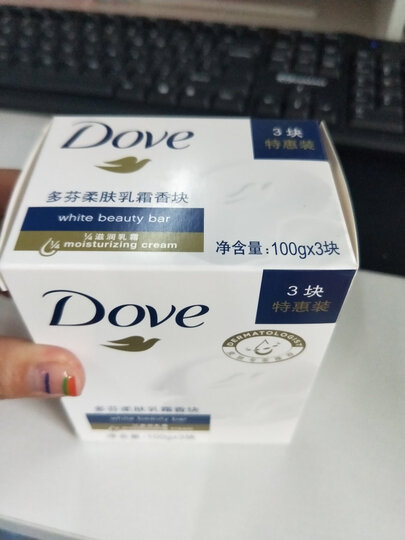 Dove
3块
特惠装
多芬柔肤乳霜香块
white beauty bar
¼滋润乳霜
¼ moisturizing cream
净含量:100gx3块
Dove
3块
特惠装
DERMATOLOGIST
多芬柔肤乳霜香块
white beauty bar
净含量:100gx3块